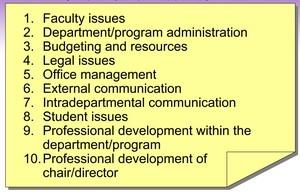 1. Faculty issues
2. Department/program administration
3. Budgeting and resources
4. Legal issues
5. Office management
6. External communication
7. Intradepartmental communication
8. Student issues
9. Professional development within the
department/program
10. Professional development of
chair/director